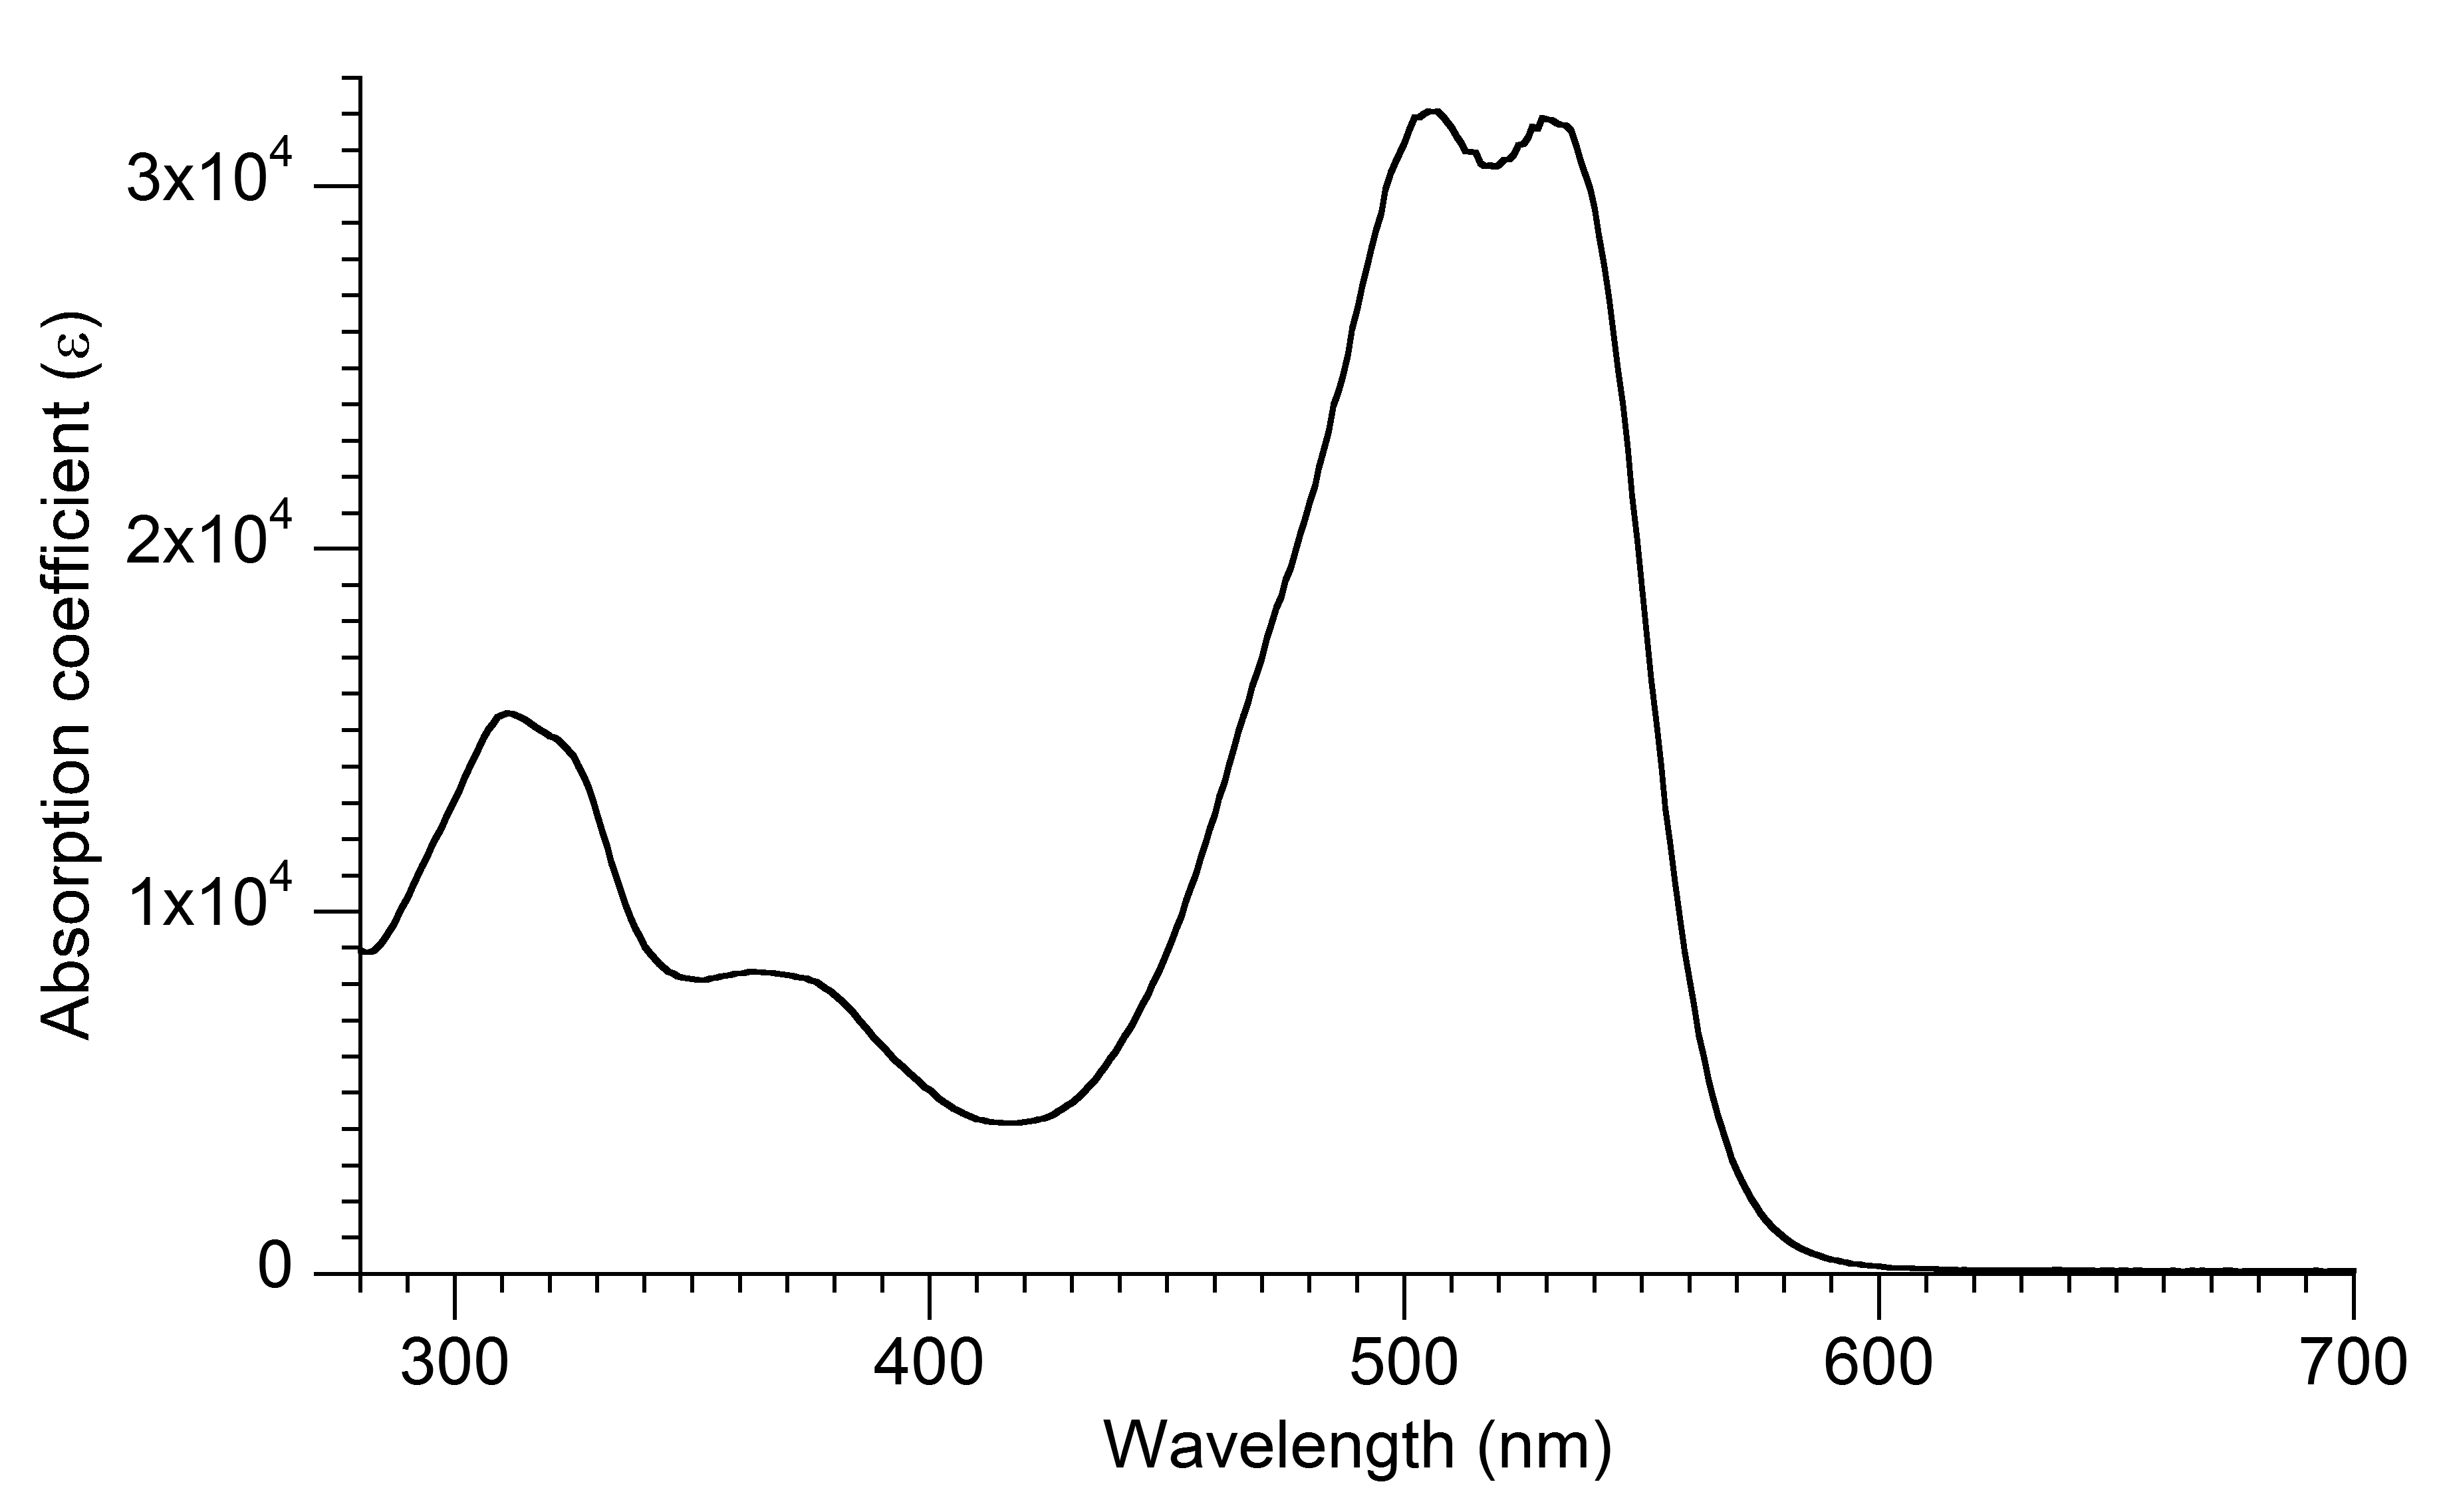 Absorption coefficient (ε)
3x10⁴
2x10⁴
1x10⁴
0
300 400 500 600 700
Wavelength (nm)